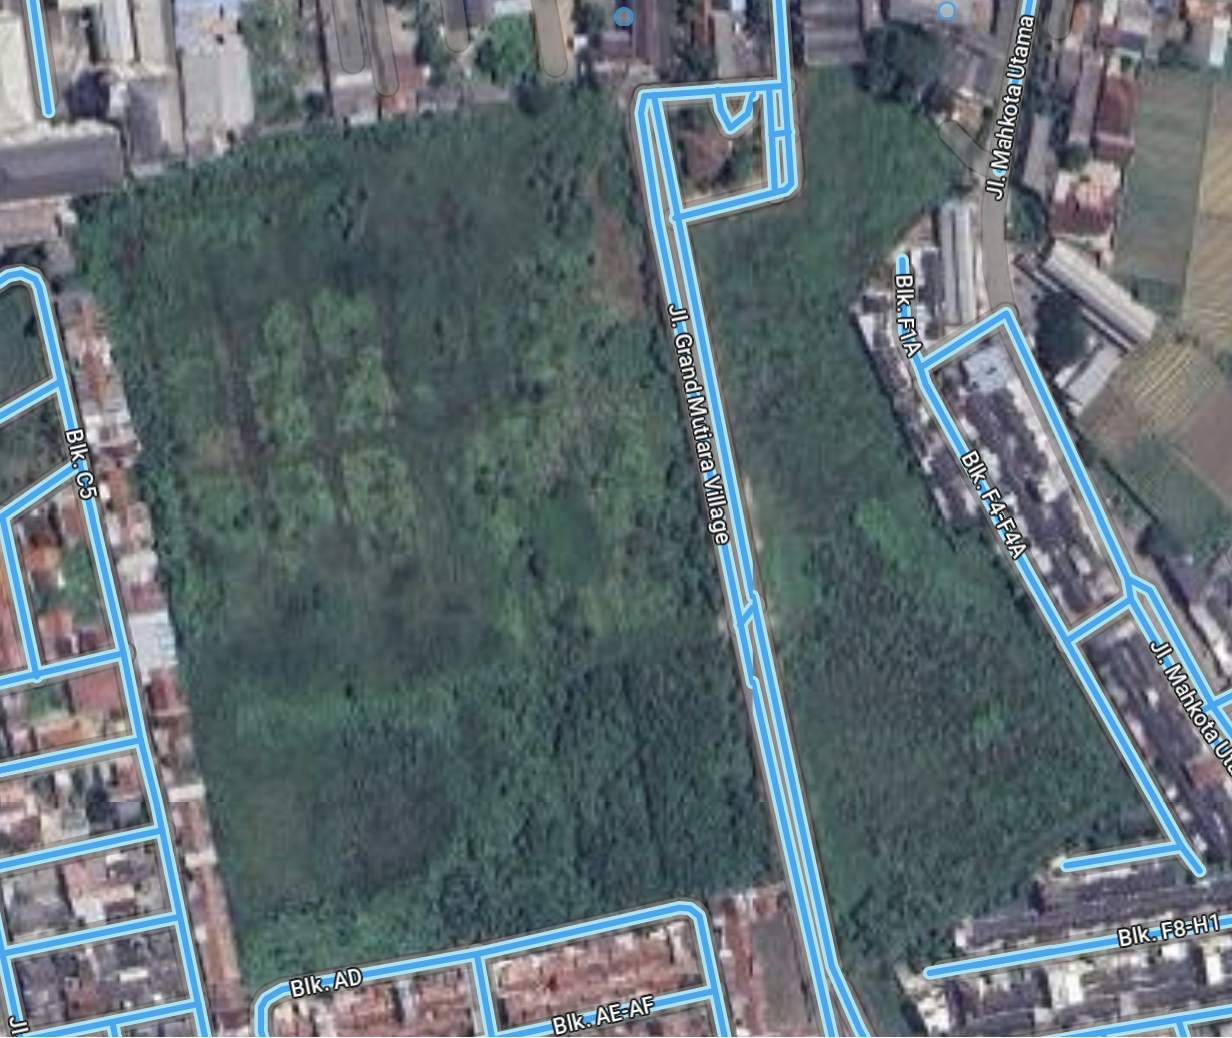 Jl. Mahkota Utama
Blk. F1A
Jl. Grand Mutiara Village
Blk. C5
Blk. F4-F4A
Jl. Mahkota
Blk. F8-H1
Blk. AD
Blk. AE-AF
Jl